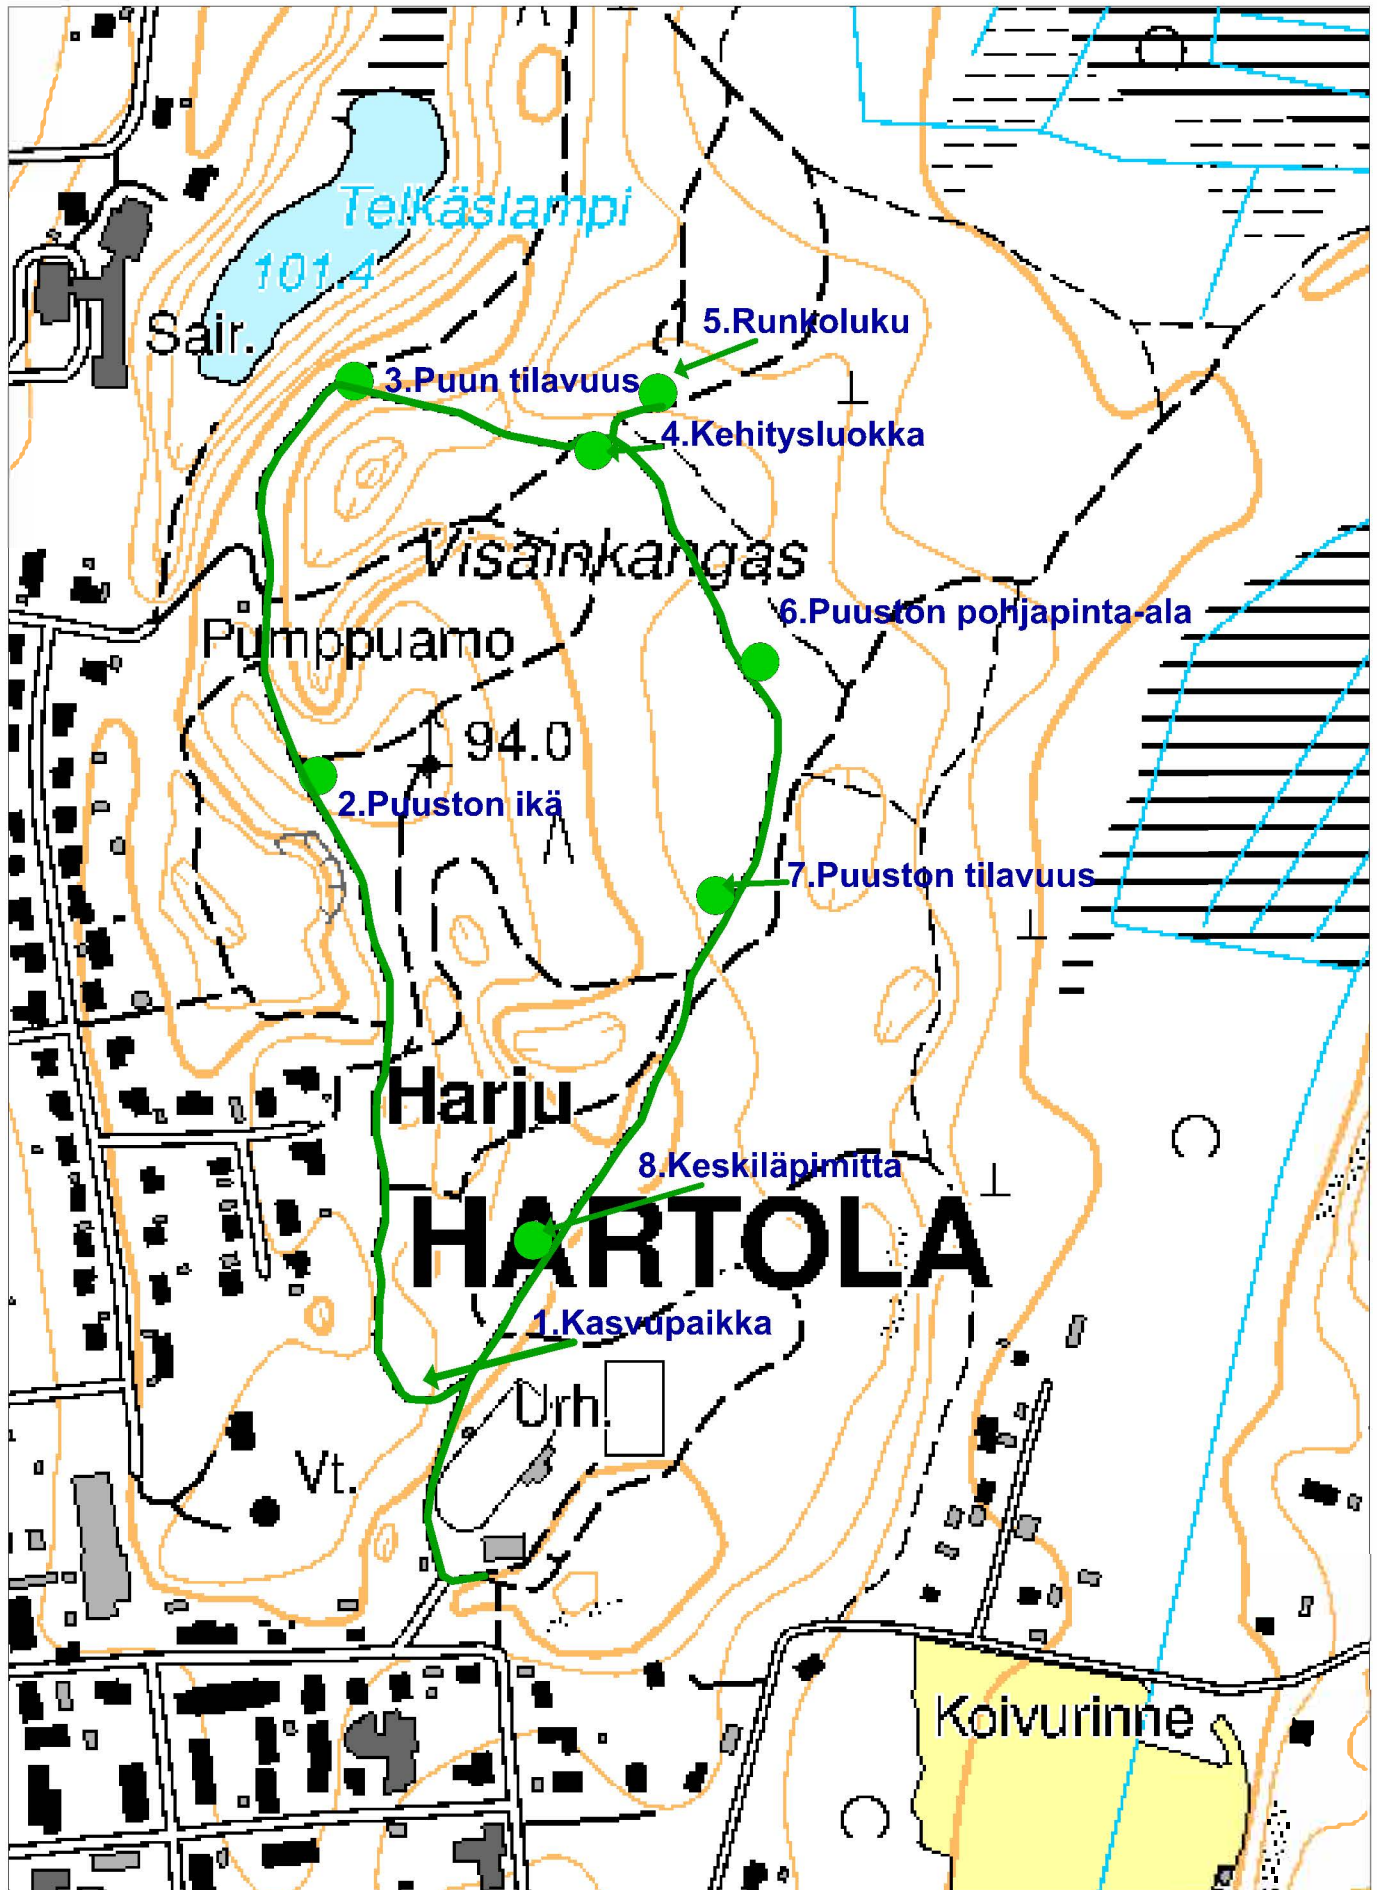 Telkäslampi
101.4
Sair.
5.Runkoluku
3.Puun tilavuus
4.Kehitysluokka
Visainkangas
6.Puuston pohjapinta-ala
Pumppuamo
94.0
2.Puuston ikä
7.Puuston tilavuus
Harju
8.Keskiläpimitta
HARTOLA
1.Kasvupaikka
Urh.
Vt.
Koivurinne